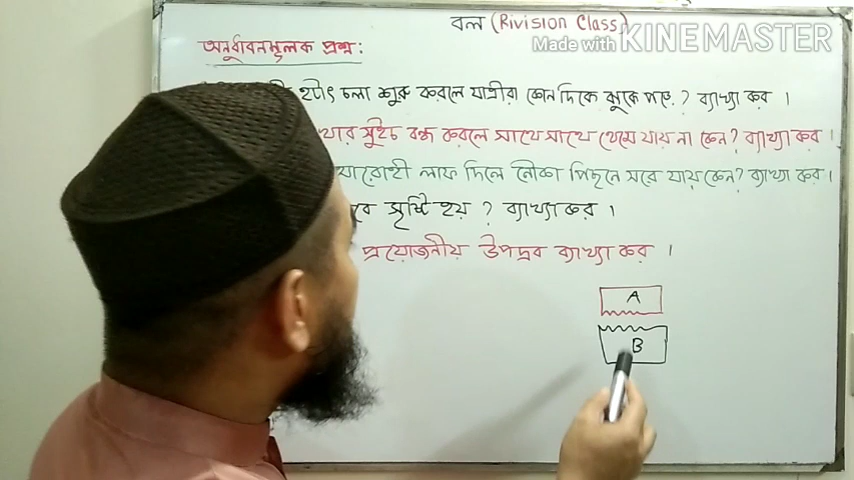 বল (Rivision Class)
Made with KINEMASTER
অনুধাবনমূলক প্রশ্ন:
হটাৎ চলা শুরু করলে যাত্রীরা কোন দিকে ঝুকে পড়ে? ব্যাখ্যা কর।
সুইচ বন্ধ করলে সাথে সাথে থেমে যায় না কেন? ব্যাখ্যা কর।
লাফ দিলে নৌকা পিছনে সরে যায় কেন? ব্যাখ্যা কর।
সৃষ্টি হয়? ব্যাখ্যা কর।
প্রয়োজনীয় উপদ্রব ব্যাখ্যা কর।
A
B